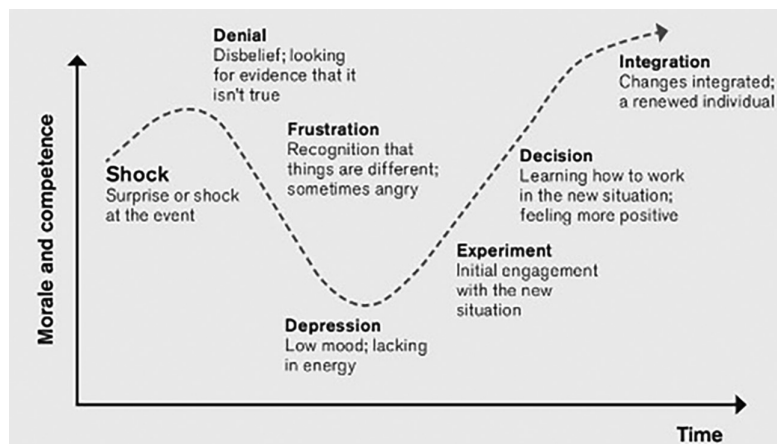 Denial
Disbelief; looking
for evidence that it
isn't true
Integration
Changes integrated;
a renewed individual
Frustration
Recognition that
things are different;
sometimes angry
Shock
Surprise or shock
at the event
Decision
Learning how to work
in the new situation;
feeling more positive
Experiment
Initial engagement
with the new
situation
Depression
Low mood; lacking
in energy
Morale and competence
Time